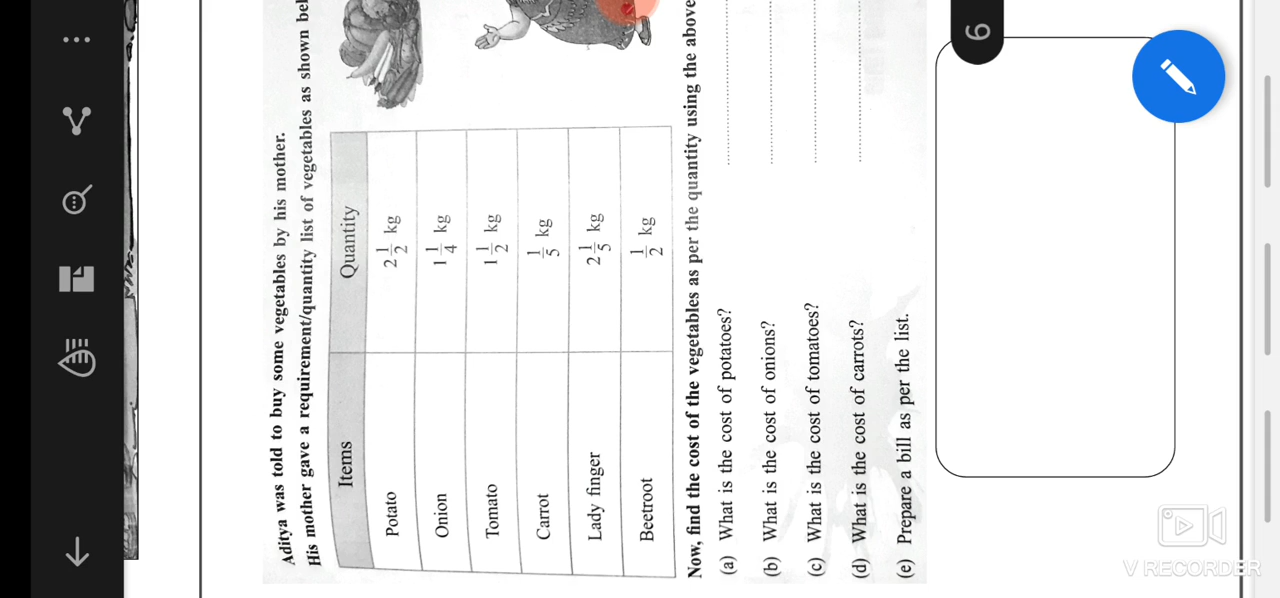 Aditya was told to buy some vegetables by his mother.
His mother gave a requirement/quantity list of vegetables as shown bel
Items Quantity
Potato 2 1/2 kg
Onion 1 1/4 kg
Tomato 1 1/2 kg
Carrot 1/5 kg
Lady finger 2 1/5 kg
Beetroot 1/2 kg
Now, find the cost of the vegetables as per the quantity using the above
(a) What is the cost of potatoes?
(b) What is the cost of onions?
(c) What is the cost of tomatoes?
(d) What is the cost of carrots?
(e) Prepare a bill as per the list.
6
V RECORDER